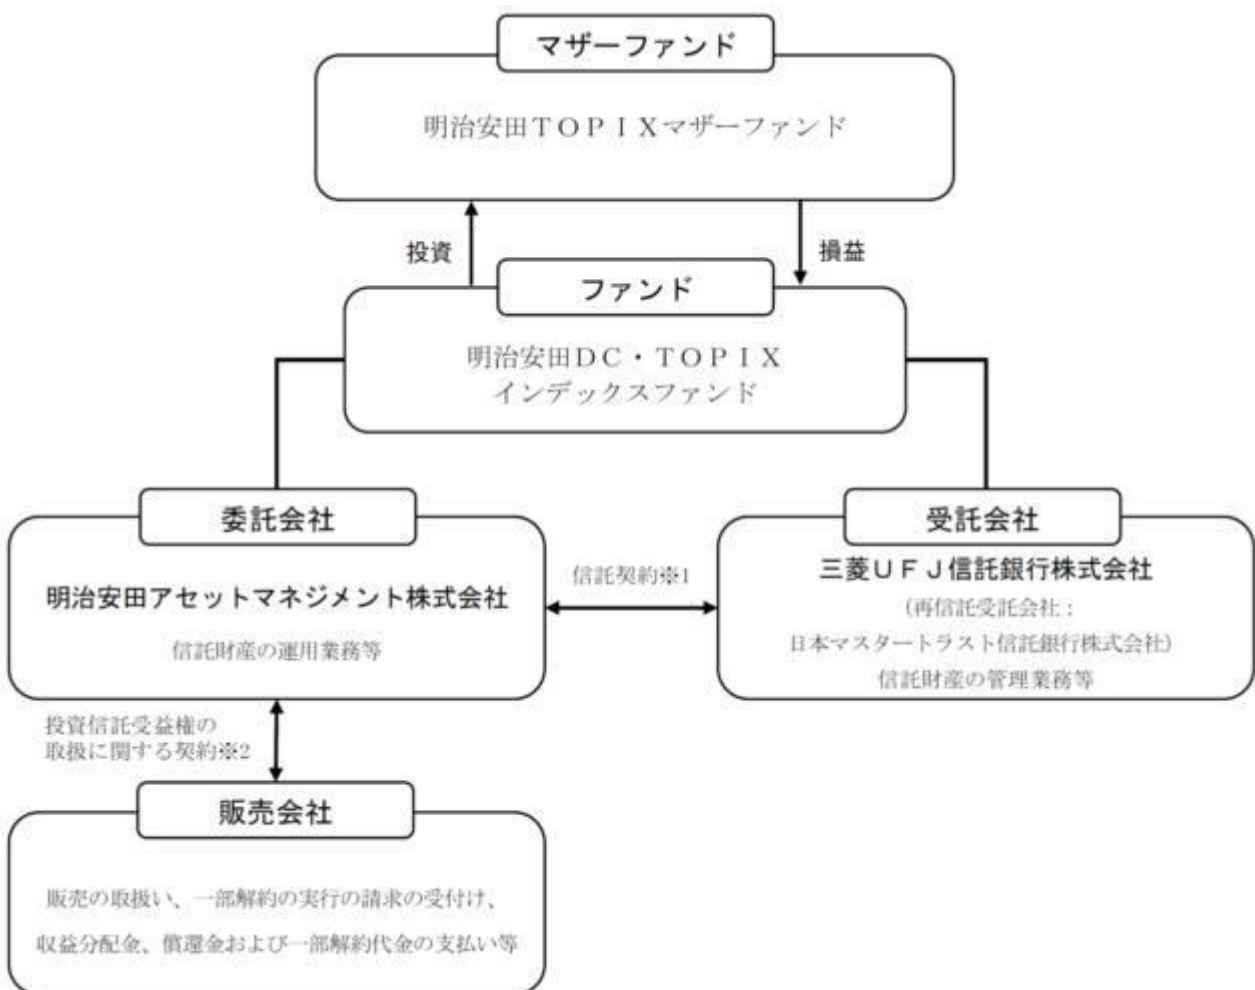 マザーファンド
明治安田TOPIXマザーファンド
投資
損益
ファンド
明治安田DC・TOPIX
インデックスファンド
委託会社
明治安田アセットマネジメント株式会社
信託財産の運用業務等
信託契約※1
受託会社
三菱UFJ信託銀行株式会社
(再信託受託会社:
日本マスタートラスト信託銀行株式会社)
信託財産の管理業務等
投資信託受益権の
取扱に関する契約※2
販売会社
販売の取扱い、一部解約の実行の請求の受付け、
収益分配金、償還金および一部解約代金の支払い等